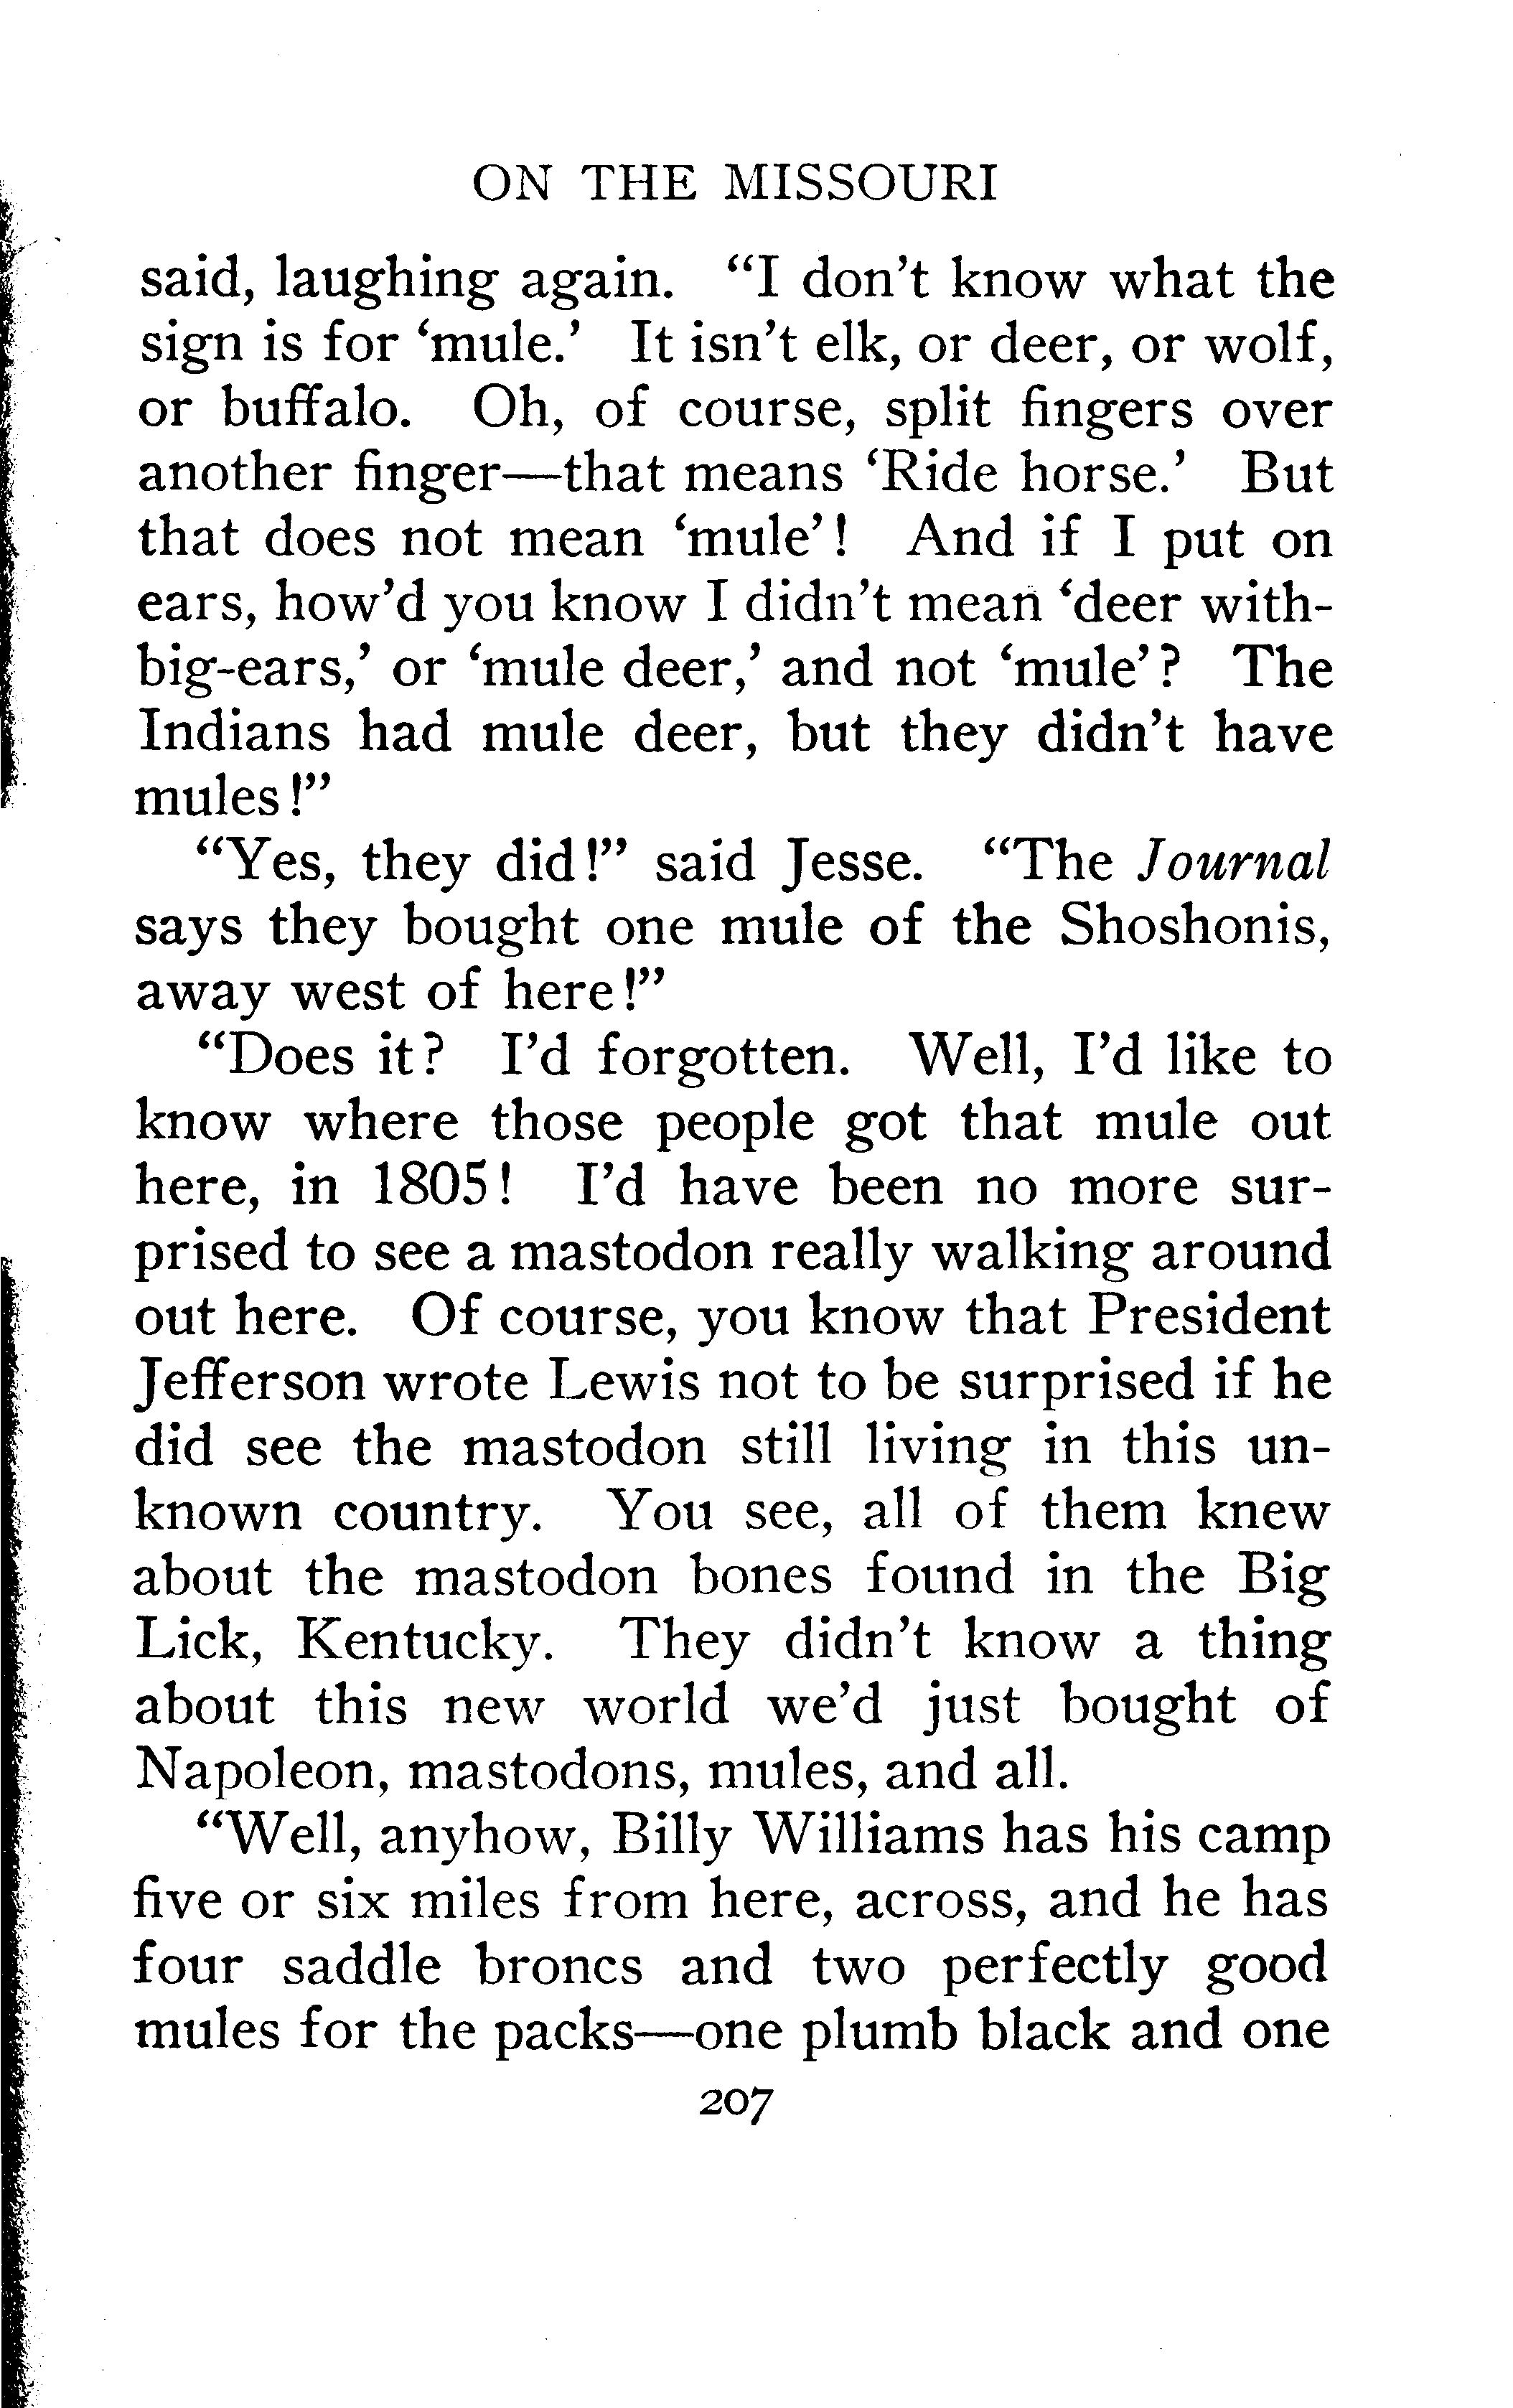 ON THE MISSOURI
said, laughing again. “I don’t know what the
sign is for ‘mule.’ It isn’t elk, or deer, or wolf,
or buffalo. Oh, of course, split fingers over
another finger—that means ‘Ride horse.’ But
that does not mean ‘mule’! And if I put on
ears, how’d you know I didn’t mean ‘deer with-
big-ears,’ or ‘mule deer,’ and not ‘mule’? The
Indians had mule deer, but they didn’t have
mules!”
“Yes, they did!” said Jesse. “The Journal
says they bought one mule of the Shoshonis,
away west of here!”
“Does it? I’d forgotten. Well, I’d like to
know where those people got that mule out
here, in 1805! I’d have been no more sur-
prised to see a mastodon really walking around
out here. Of course, you know that President
Jefferson wrote Lewis not to be surprised if he
did see the mastodon still living in this un-
known country. You see, all of them knew
about the mastodon bones found in the Big
Lick, Kentucky. They didn’t know a thing
about this new world we’d just bought of
Napoleon, mastodons, mules, and all.
“Well, anyhow, Billy Williams has his camp
five or six miles from here, across, and he has
four saddle broncs and two perfectly good
mules for the packs—one plumb black and one
207